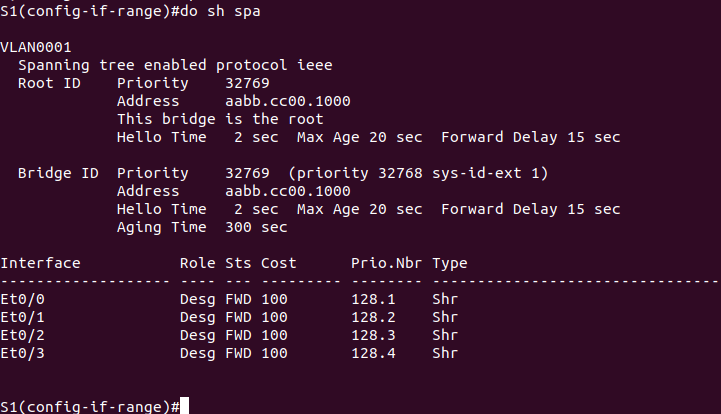 S1(config-if-range)#do sh spa
VLAN0001
  Spanning tree enabled protocol ieee
  Root ID    Priority    32769
             Address     aabb.cc00.1000
             This bridge is the root
             Hello Time   2 sec  Max Age 20 sec  Forward Delay 15 sec
  Bridge ID  Priority    32769  (priority 32768 sys-id-ext 1)
             Address     aabb.cc00.1000
             Hello Time   2 sec  Max Age 20 sec  Forward Delay 15 sec
             Aging Time  300 sec
Interface           Role Sts Cost      Prio.Nbr Type
------------------- ---- --- --------- -------- --------------------------------
Et0/0               Desg FWD 100       128.1    Shr
Et0/1               Desg FWD 100       128.2    Shr
Et0/2               Desg FWD 100       128.3    Shr
Et0/3               Desg FWD 100       128.4    Shr
S1(config-if-range)#